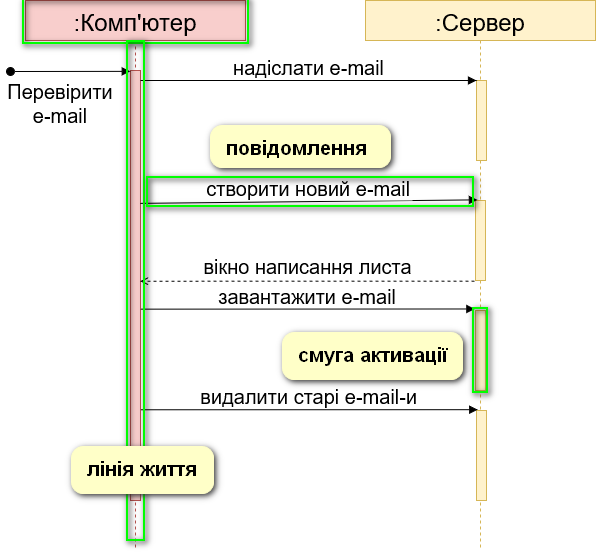 :Комп'ютер
:Сервер
надіслати e-mail
Перевірити
e-mail
повідомлення
створити новий e-mail
вікно написання листа
завантажити e-mail
смуга активації
видалити старі e-mail-и
лінія життя